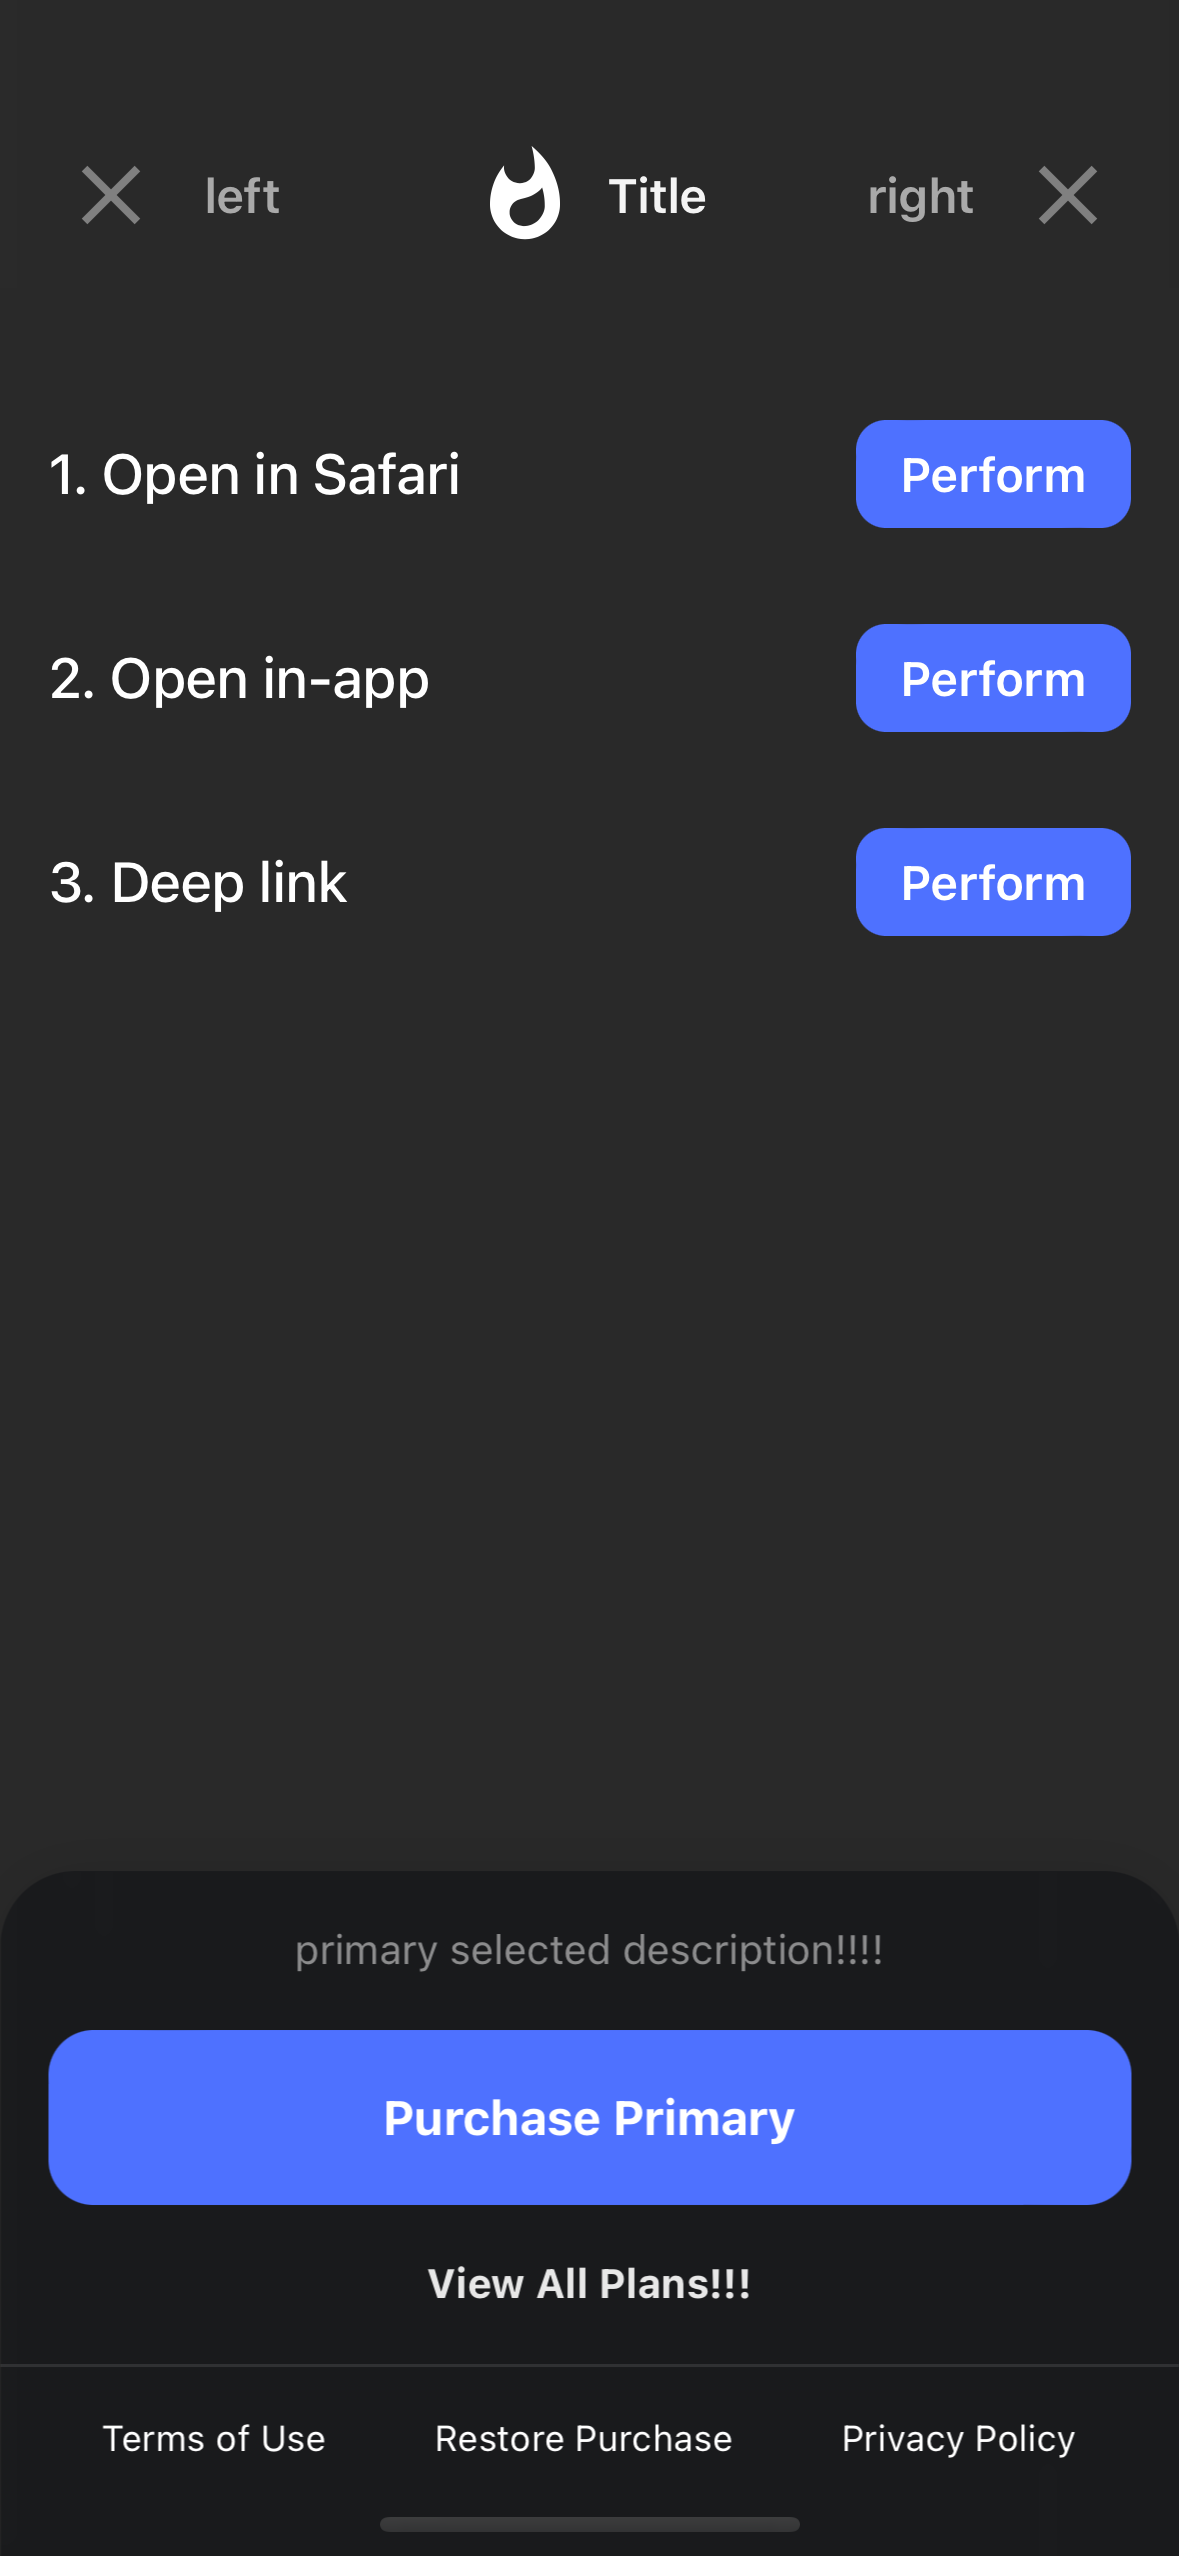 left
Title
right
1. Open in Safari
Perform
2. Open in-app
Perform
3. Deep link
Perform
primary selected description!!!!
Purchase Primary
View All Plans!!!
Terms of Use
Restore Purchase
Privacy Policy